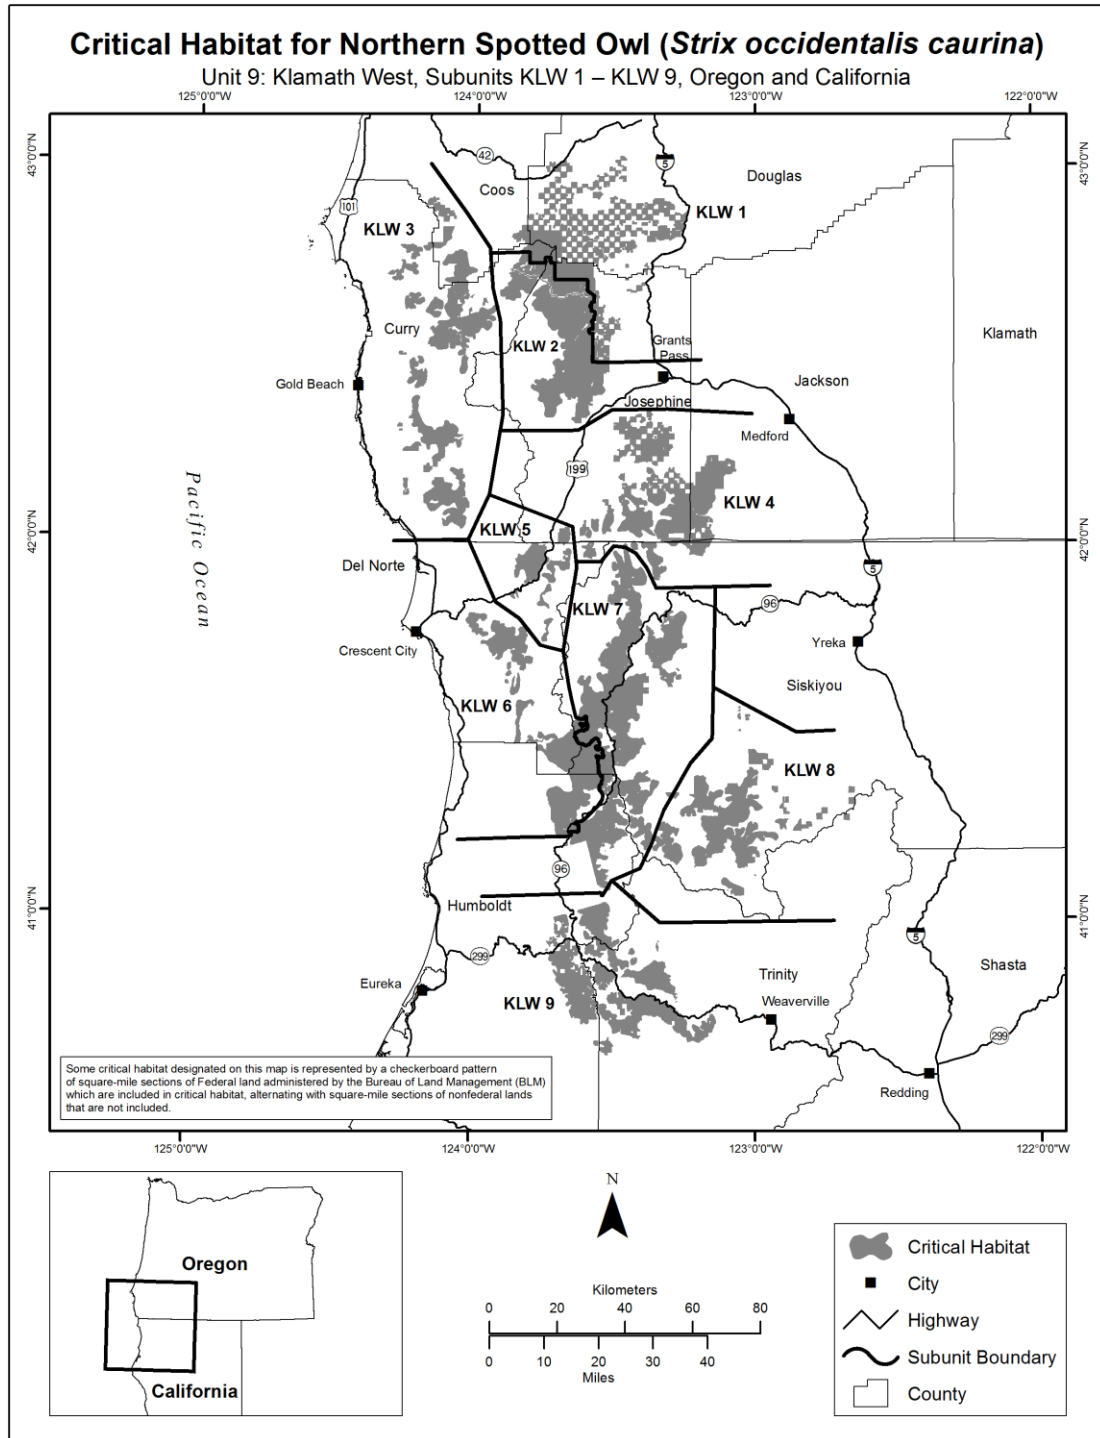 Critical Habitat for Northern Spotted Owl (Strix occidentalis caurina)
Unit 9: Klamath West, Subunits KLW 1 – KLW 9, Oregon and California
125°0'0"W
124°0'0"W
123°0'0"W
122°0'0"W
43°0'0"N
43°0'0"N
42
5
Coos
Douglas
101
KLW 1
KLW 3
Klamath
Curry
KLW 2
Grants
Pass
Gold Beach
Jackson
Josephine
Medford
199
Pacific Ocean
KLW 4
KLW 5
42°0'0"N
42°0'0"N
Del Norte
5
KLW 7
96
Crescent City
Yreka
Siskiyou
KLW 6
KLW 8
96
Humboldt
41°0'0"N
41°0'0"N
5
299
Shasta
Trinity
Eureka
KLW 9
Weaverville
299
Redding
Some critical habitat designated on this map is represented by a checkerboard pattern
of square-mile sections of Federal land administered by the Bureau of Land Management (BLM)
which are included in critical habitat, alternating with square-mile sections of nonfederal lands
that are not included.
125°0'0"W
124°0'0"W
123°0'0"W
122°0'0"W
Oregon
California
N
Kilometers
0 20 40 60 80
0 10 20 30 40
Miles
Critical Habitat
City
Highway
Subunit Boundary
County